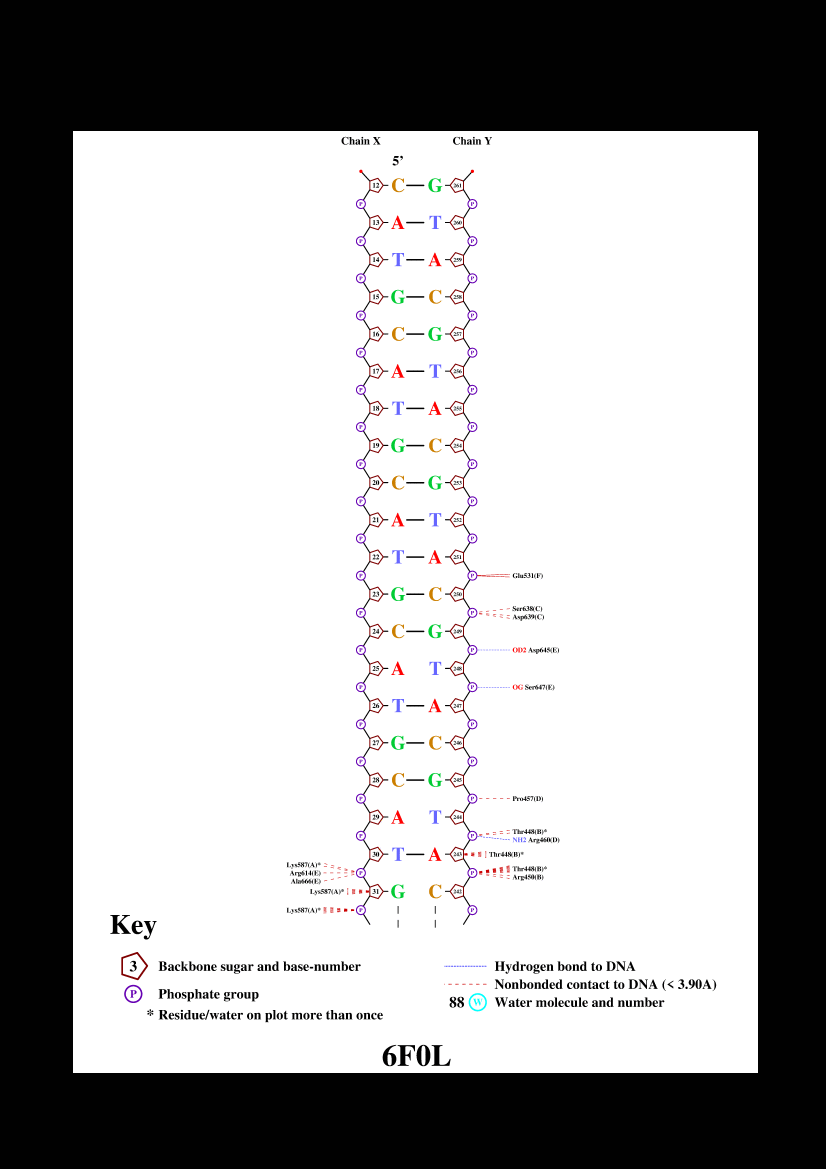 Chain X Chain Y
5’
12 C G 261
P P
13 A T 260
P P
14 T A 259
P P
15 G C 258
P P
16 C G 257
P P
17 A T 256
P P
18 T A 255
P P
19 G C 254
P P
20 C G 253
P P
21 A T 252
P P
22 T A 251
P P Glu531(F)
23 G C 250
Ser638(C)
P P
Asp639(C)
24 C G 249
P P OD2 Asp645(E)
25 A T 248
P P OG Ser647(E)
26 T A 247
P P
27 G C 246
P P
28 C G 245
P P Pro457(D)
29 A T 244
Thr448(B)*
P P
NH2 Arg460(D)
30 T A 243 Thr448(B)*
Lys587(A)* Thr448(B)*
Arg614(E) P P
Ala666(E) Arg450(B)
Lys587(A)* 31 G C 242
Lys587(A)* P P
Key
3 Backbone sugar and base-number
P Phosphate group
* Residue/water on plot more than once
Hydrogen bond to DNA
Nonbonded contact to DNA (< 3.90A)
88 W Water molecule and number
6F0L